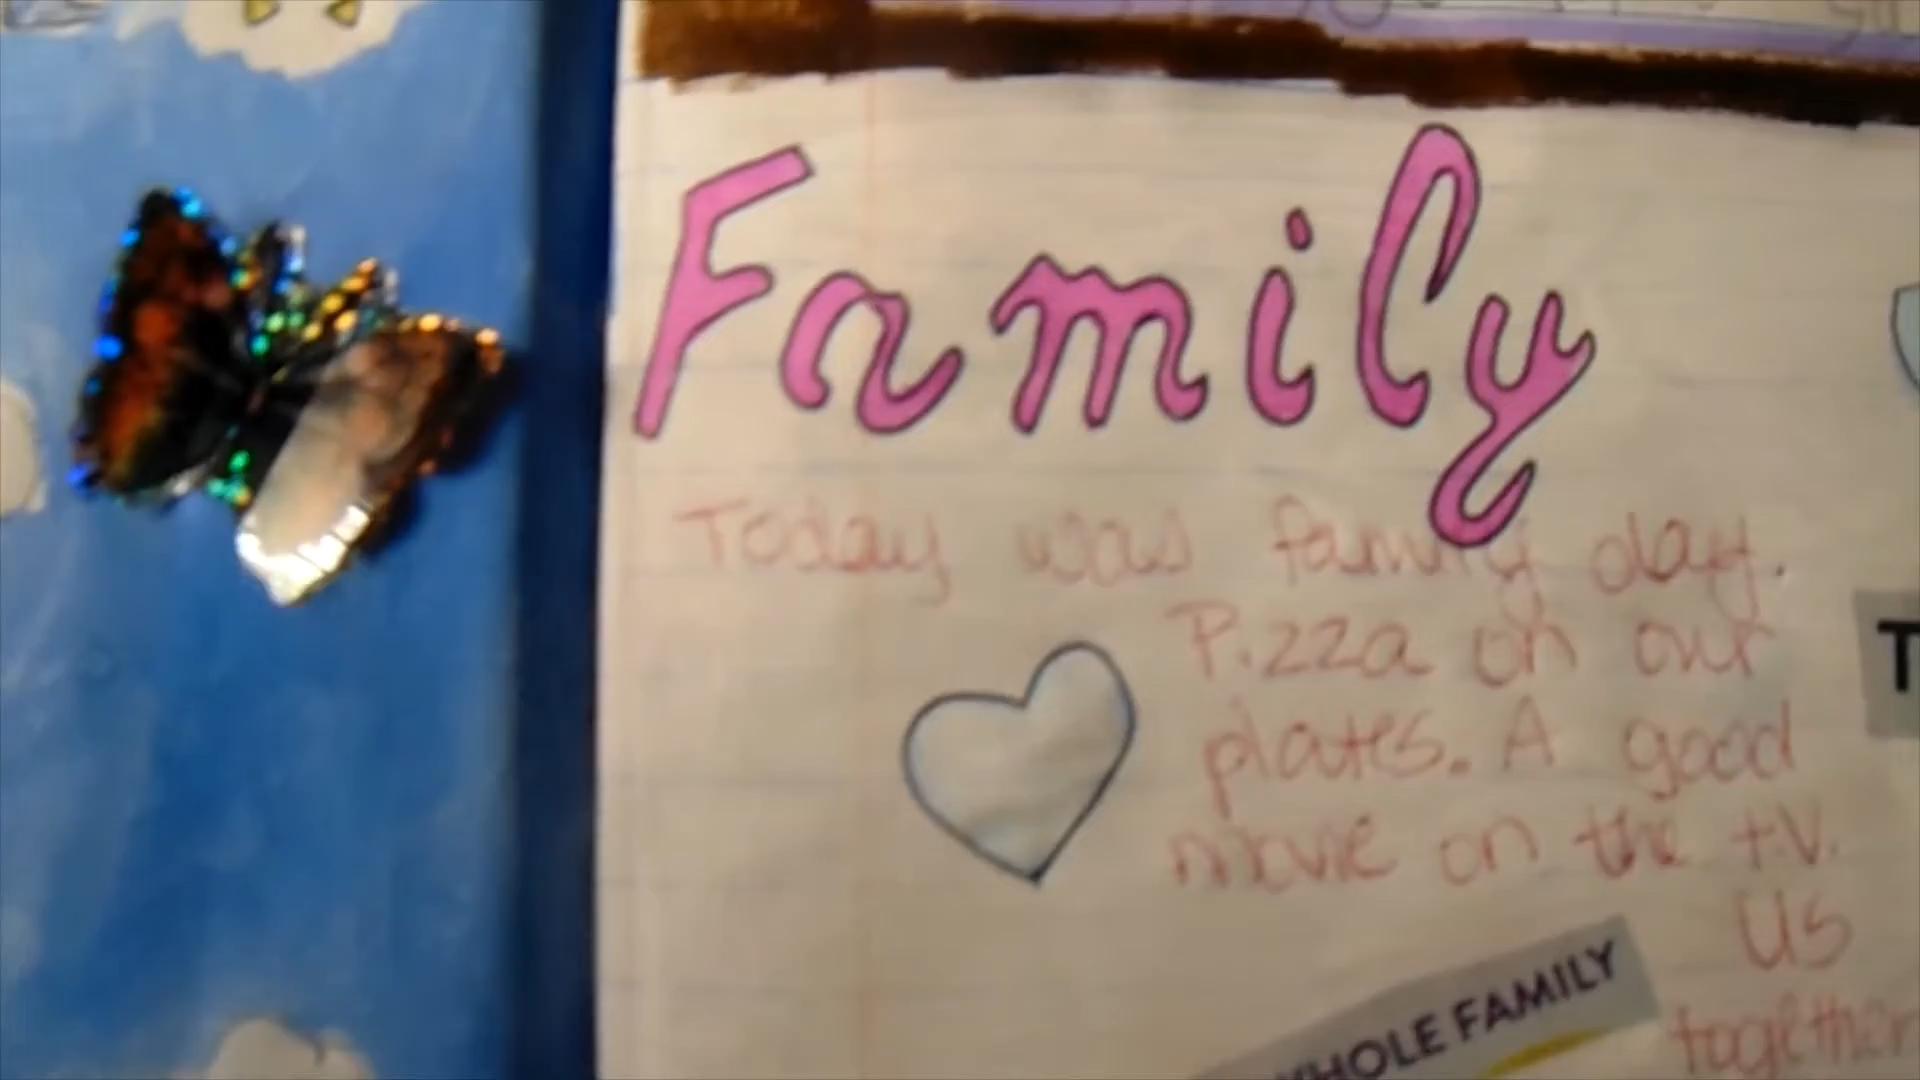 Family
Today was family day.
Pizza on our
plates. A good
movie on the t.V.
Us
WHOLE FAMILY
together
T